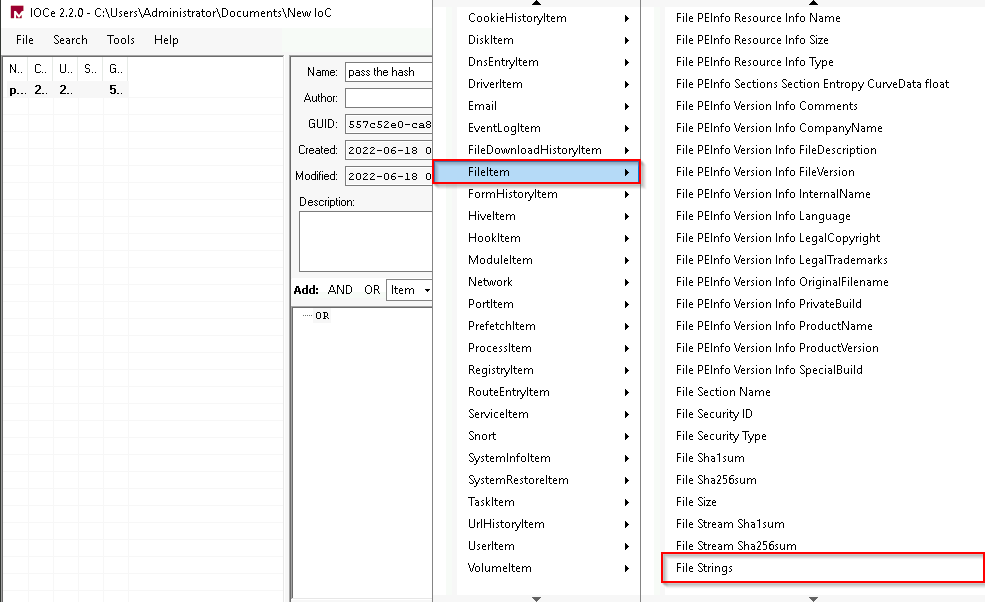 IOCe 2.2.0 - C:\Users\Administrator\Documents\New IoC
File Search Tools Help
N.. C.. U.. S.. G..
p... 2.. 2.. 5..
Name: pass the hash
Author:
GUID: 557c52e0-ca8
Created: 2022-06-18 0
Modified: 2022-06-18 0
Description:
Add: AND OR Item
OR
CookieHistoryItem
DiskItem
DnsEntryItem
DriverItem
Email
EventLogItem
FileDownloadHistoryItem
FileItem
FormHistoryItem
HiveItem
HookItem
ModuleItem
Network
PortItem
PrefetchItem
ProcessItem
RegistryItem
RouteEntryItem
ServiceItem
Snort
SystemInfoItem
SystemRestoreItem
TaskItem
UrlHistoryItem
UserItem
VolumeItem
File PEInfo Resource Info Name
File PEInfo Resource Info Size
File PEInfo Resource Info Type
File PEInfo Sections Section Entropy CurveData float
File PEInfo Version Info Comments
File PEInfo Version Info CompanyName
File PEInfo Version Info FileDescription
File PEInfo Version Info FileVersion
File PEInfo Version Info InternalName
File PEInfo Version Info Language
File PEInfo Version Info LegalCopyright
File PEInfo Version Info LegalTrademarks
File PEInfo Version Info OriginalFilename
File PEInfo Version Info PrivateBuild
File PEInfo Version Info ProductName
File PEInfo Version Info ProductVersion
File PEInfo Version Info SpecialBuild
File Section Name
File Security ID
File Security Type
File Sha1sum
File Sha256sum
File Size
File Stream Sha1sum
File Stream Sha256sum
File Strings